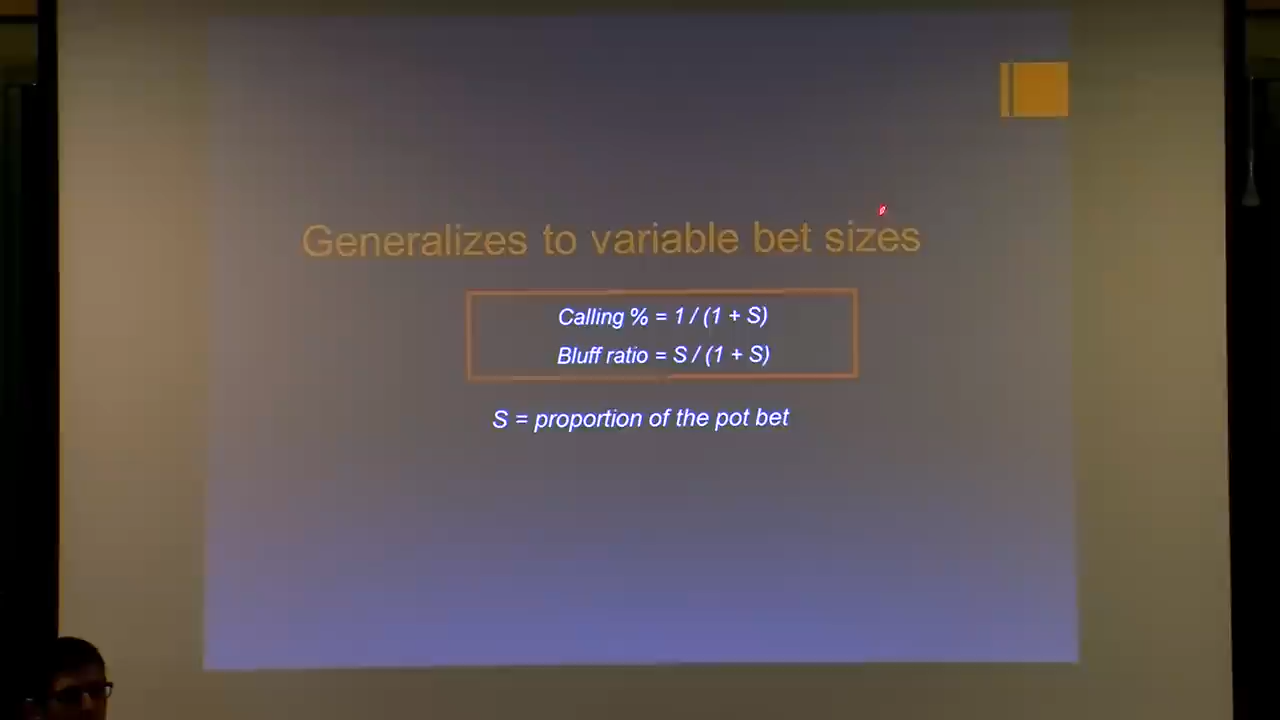 Generalizes to variable bet sizes
Calling % = 1 / (1 + S)
Bluff ratio = S / (1 + S)
S = proportion of the pot bet